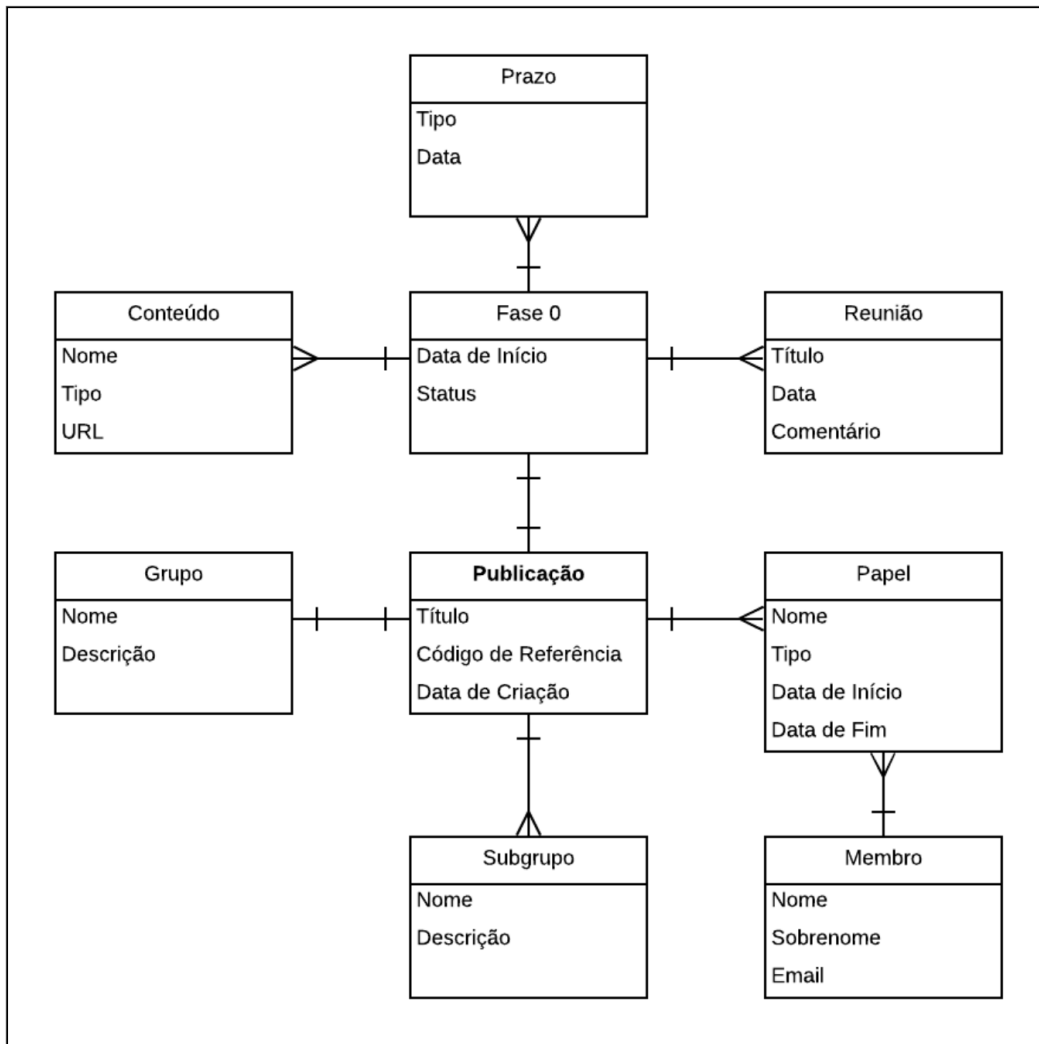 Prazo
Tipo
Data
Conteúdo
Nome
Tipo
URL
Fase 0
Data de Início
Status
Reunião
Título
Data
Comentário
Grupo
Nome
Descrição
Publicação
Título
Código de Referência
Data de Criação
Papel
Nome
Tipo
Data de Início
Data de Fim
Subgrupo
Nome
Descrição
Membro
Nome
Sobrenome
Email